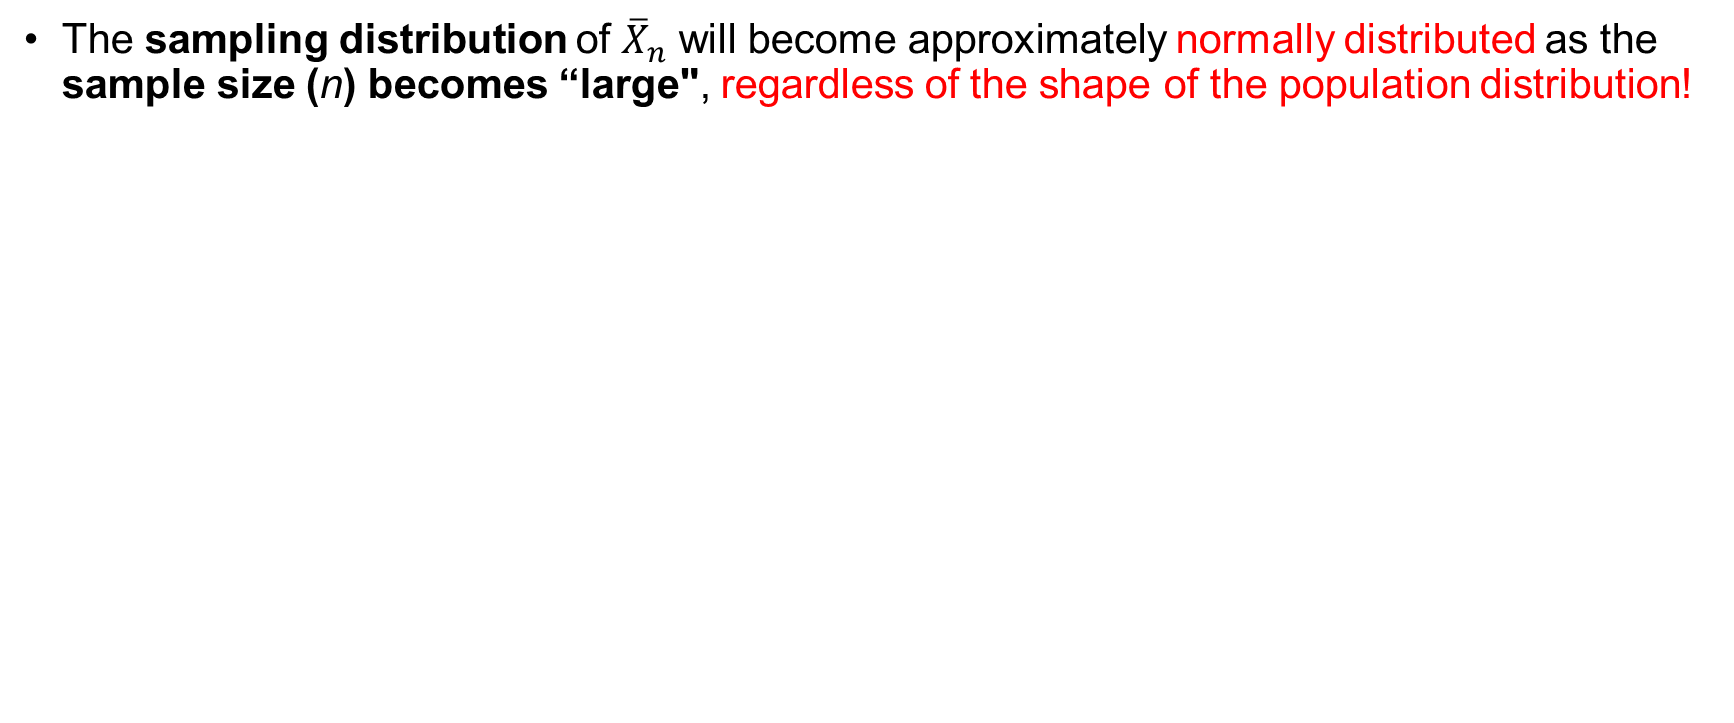 • The sampling distribution of X̄ₙ will become approximately normally distributed as the
sample size (n) becomes “large", regardless of the shape of the population distribution!